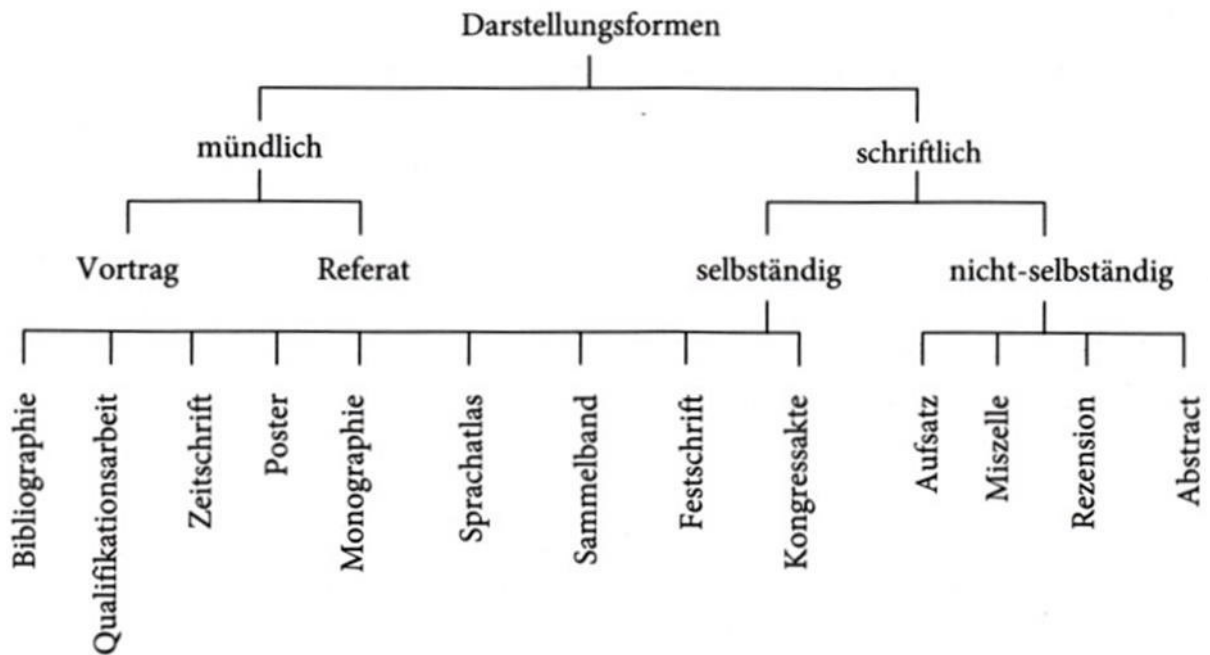 Darstellungsformen
mündlich
schriftlich
Vortrag
Referat
selbständig
nicht-selbständig
Bibliographie
Qualifikationsarbeit
Zeitschrift
Poster
Monographie
Sprachatlas
Sammelband
Festschrift
Kongressakte
Aufsatz
Miszelle
Rezension
Abstract